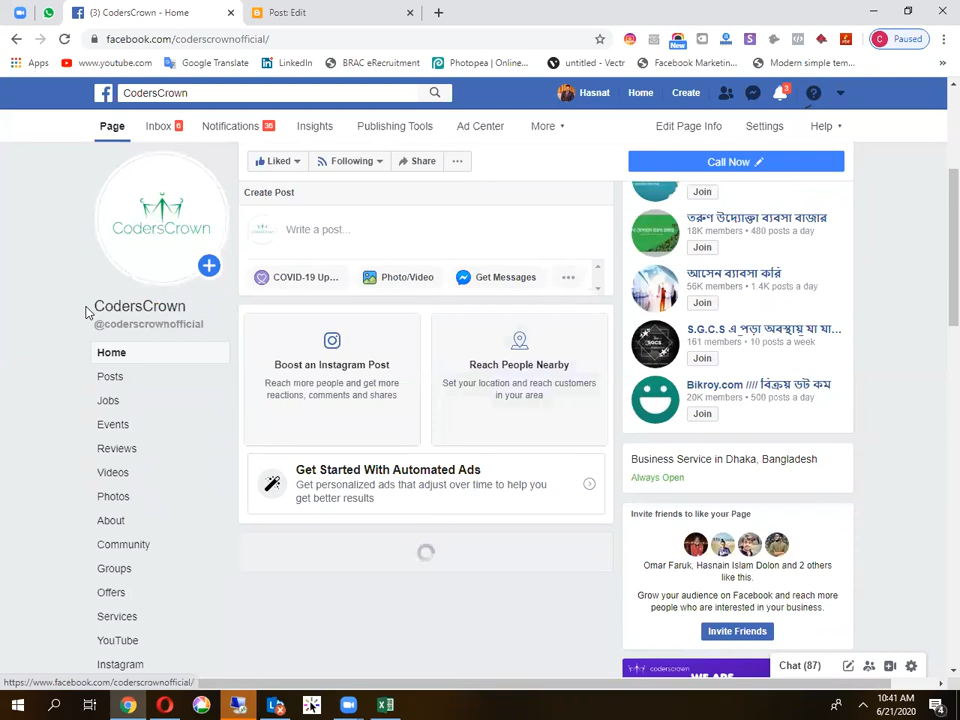 (3) CodersCrown - Home
Post: Edit
facebook.com/coderscrownofficial/
New
C Paused
Apps
www.youtube.com
Google Translate
LinkedIn
BRAC eRecruitment
Photopea | Online...
untitled - Vectr
Facebook Marketin...
Modern simple tem...
CodersCrown
Hasnat
Home
Create
3
Page
Inbox 6
Notifications 36
Insights
Publishing Tools
Ad Center
More
Edit Page Info
Settings
Help
Liked
Following
Share
Call Now
CodersCrown
CodersCrown
@coderscrownofficial
Home
Posts
Jobs
Events
Reviews
Videos
Photos
About
Community
Groups
Offers
Services
YouTube
Instagram
Create Post
Write a post...
COVID-19 Up...
Photo/Video
Get Messages
Boost an Instagram Post
Reach more people and get more
reactions, comments and shares
Reach People Nearby
Set your location and reach customers
in your area
Get Started With Automated Ads
Get personalized ads that adjust over time to help you
get better results
Join
তরুণ উদ্যোক্তা ব্যবসা বাজার
18K members • 480 posts a day
Join
আসেন ব্যাবসা করি
56K members • 1.4K posts a day
Join
S.G.C.S এ_পড়া অবস্থায় যা যা...
161 members • 10 posts a week
Join
Bikroy.com //// বিক্রয় ডট কম
20K members • 500 posts a day
Join
Business Service in Dhaka, Bangladesh
Always Open
Invite friends to like your Page
Omar Faruk, Hasnain Islam Dolon and 2 others
like this.
Grow your audience on Facebook and reach
more people who are interested in your business.
Invite Friends
coderscrown
WE ARE
Chat (87)
https://www.facebook.com/coderscrownofficial/
10:41 AM
6/21/2020
4